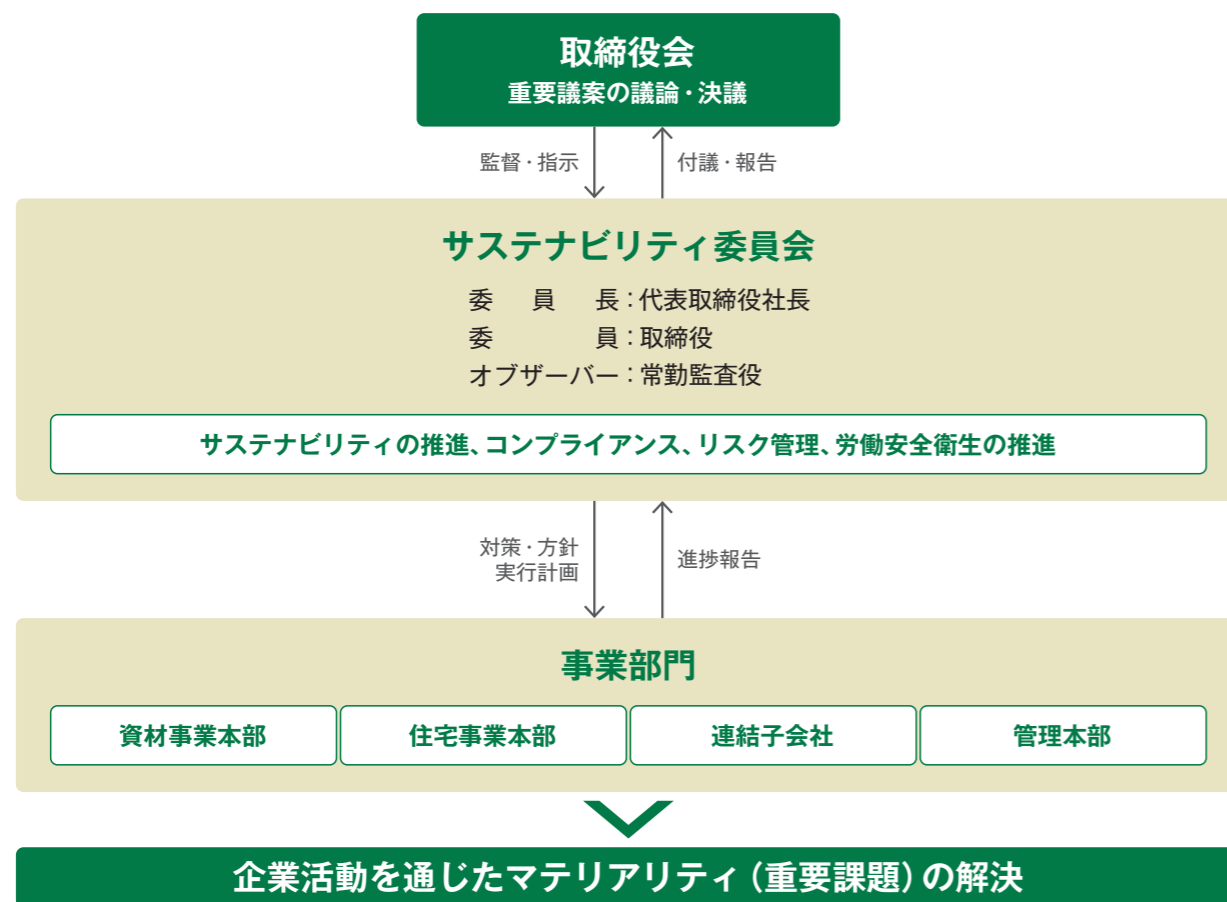 取締役会
重要議案の議論・決議
監督・指示
付議・報告
サステナビリティ委員会
委員長：代表取締役社長
委員：取締役
オブザーバー：常勤監査役
サステナビリティの推進、コンプライアンス、リスク管理、労働安全衛生の推進
対策・方針
実行計画
進捗報告
事業部門
資材事業本部
住宅事業本部
連結子会社
管理本部
企業活動を通じたマテリアリティ（重要課題）の解決